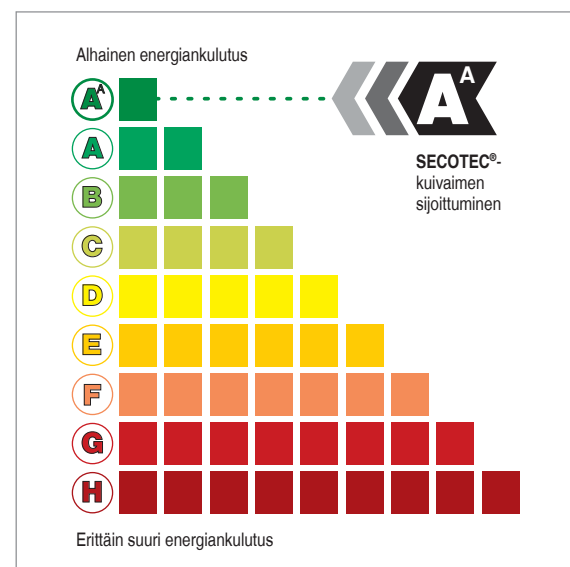 Alhainen energiankulutus
A^A
A^A
SECOTEC®-
kuivaimen
sijoittuminen
A
B
C
D
E
F
G
H
Erittäin suuri energiankulutus